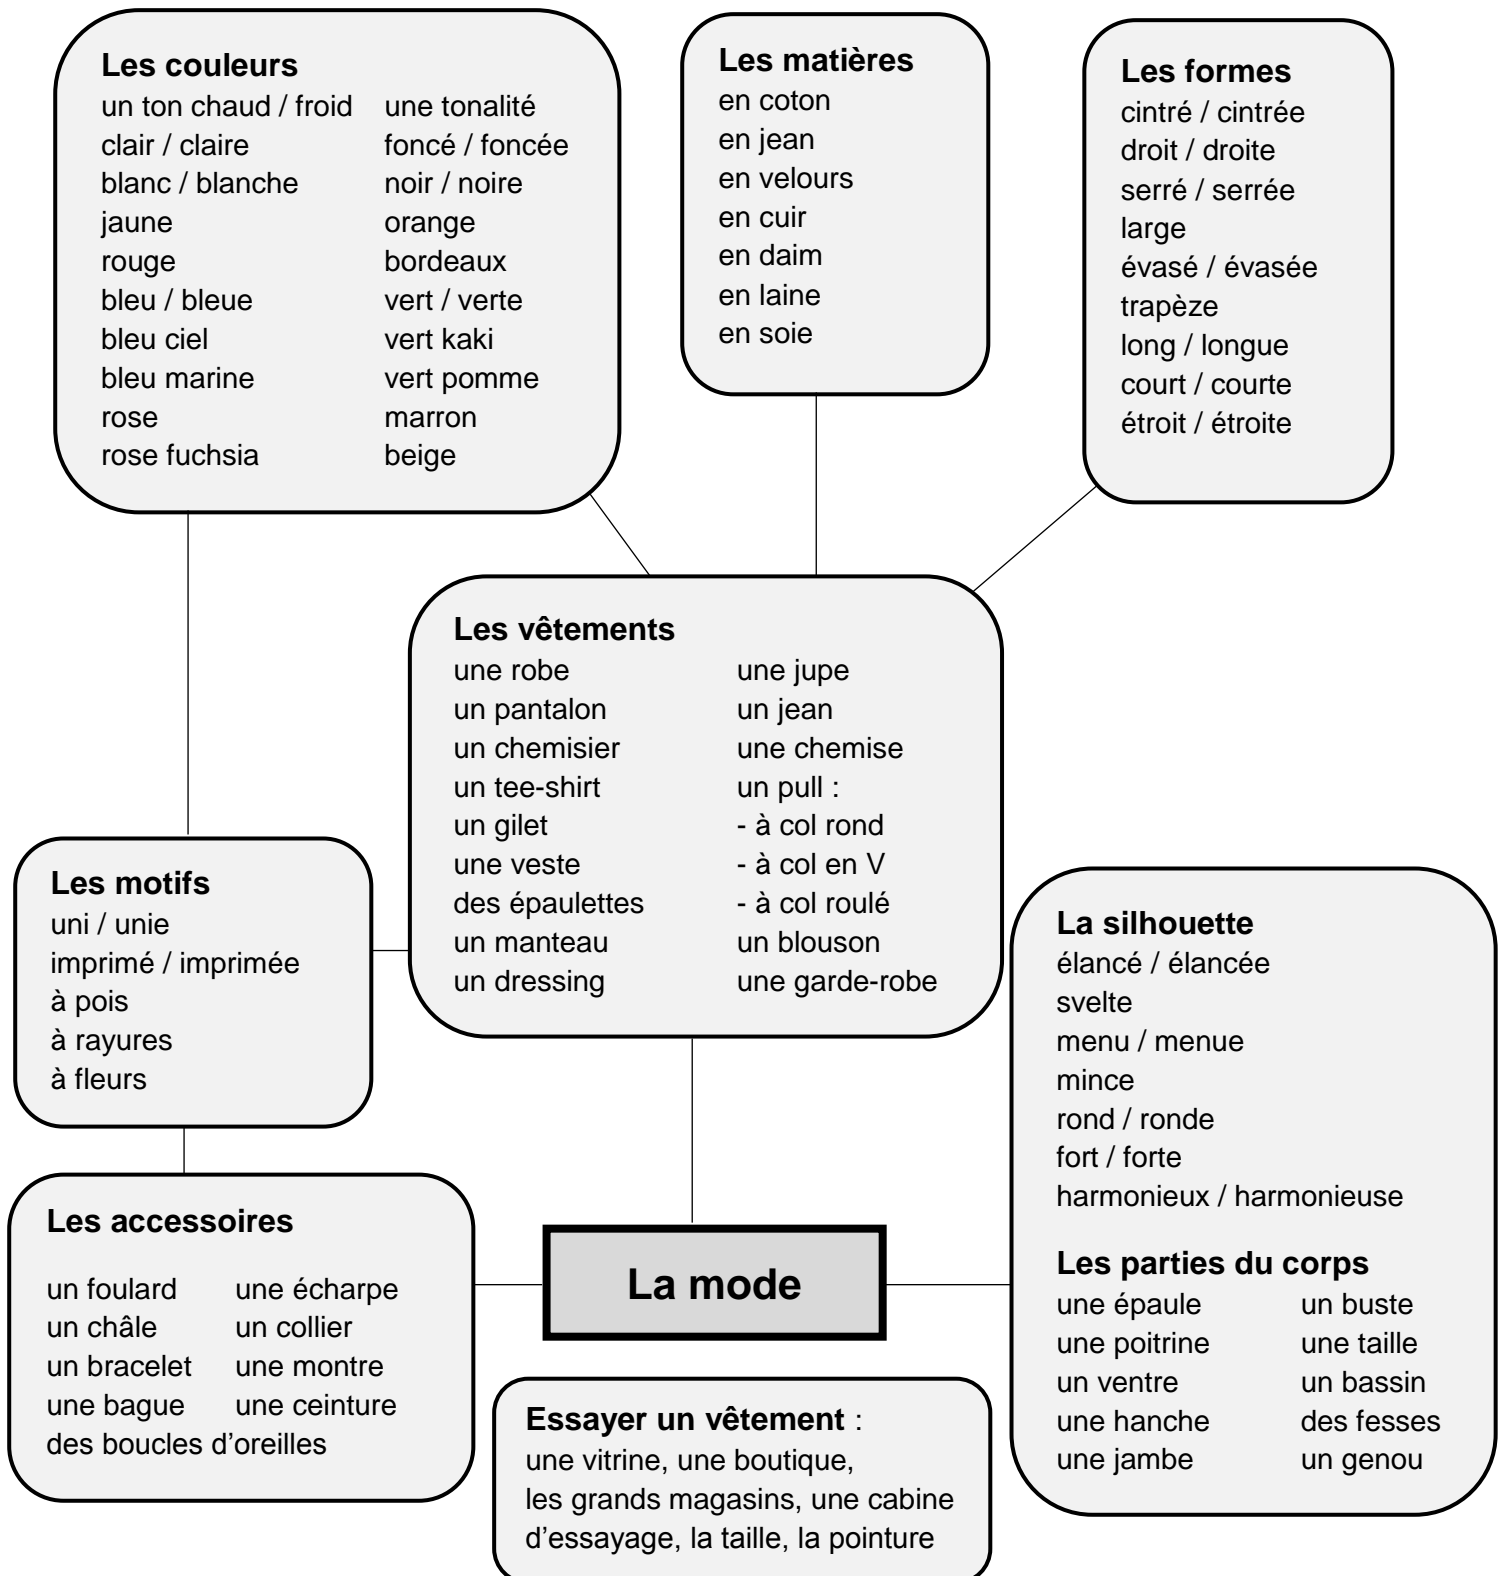 Les couleurs
un ton chaud / froid une tonalité
clair / claire foncé / foncée
blanc / blanche noir / noire
jaune orange
rouge bordeaux
bleu / bleue vert / verte
bleu ciel vert kaki
bleu marine vert pomme
rose marron
rose fuchsia beige
Les matières
en coton
en jean
en velours
en cuir
en daim
en laine
en soie
Les formes
cintré / cintrée
droit / droite
serré / serrée
large
évasé / évasée
trapèze
long / longue
court / courte
étroit / étroite
Les vêtements
une robe une jupe
un pantalon un jean
un chemisier une chemise
un tee-shirt un pull :
un gilet - à col rond
une veste - à col en V
des épaulettes - à col roulé
un manteau un blouson
un dressing une garde-robe
Les motifs
uni / unie
imprimé / imprimée
à pois
à rayures
à fleurs
La silhouette
élancé / élancée
svelte
menu / menue
mince
rond / ronde
fort / forte
harmonieux / harmonieuse
Les parties du corps
une épaule un buste
une poitrine une taille
un ventre un bassin
une hanche des fesses
une jambe un genou
Les accessoires
un foulard une écharpe
un châle un collier
un bracelet une montre
une bague une ceinture
des boucles d'oreilles
La mode
Essayer un vêtement :
une vitrine, une boutique,
les grands magasins, une cabine
d'essayage, la taille, la pointure